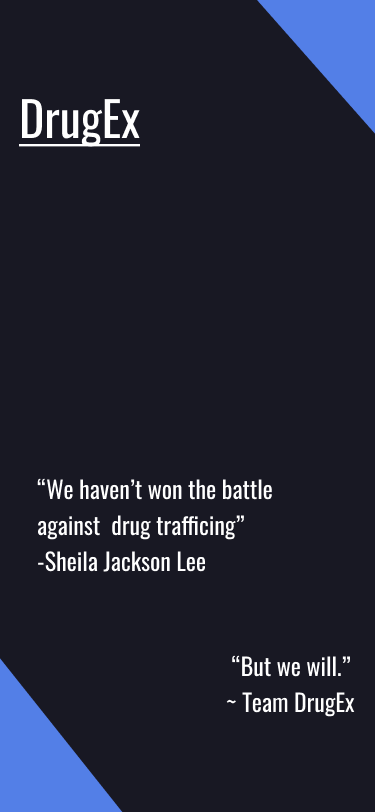 DrugEx
“We haven’t won the battle
against  drug trafficing”
-Sheila Jackson Lee
“But we will.”
~ Team DrugEx